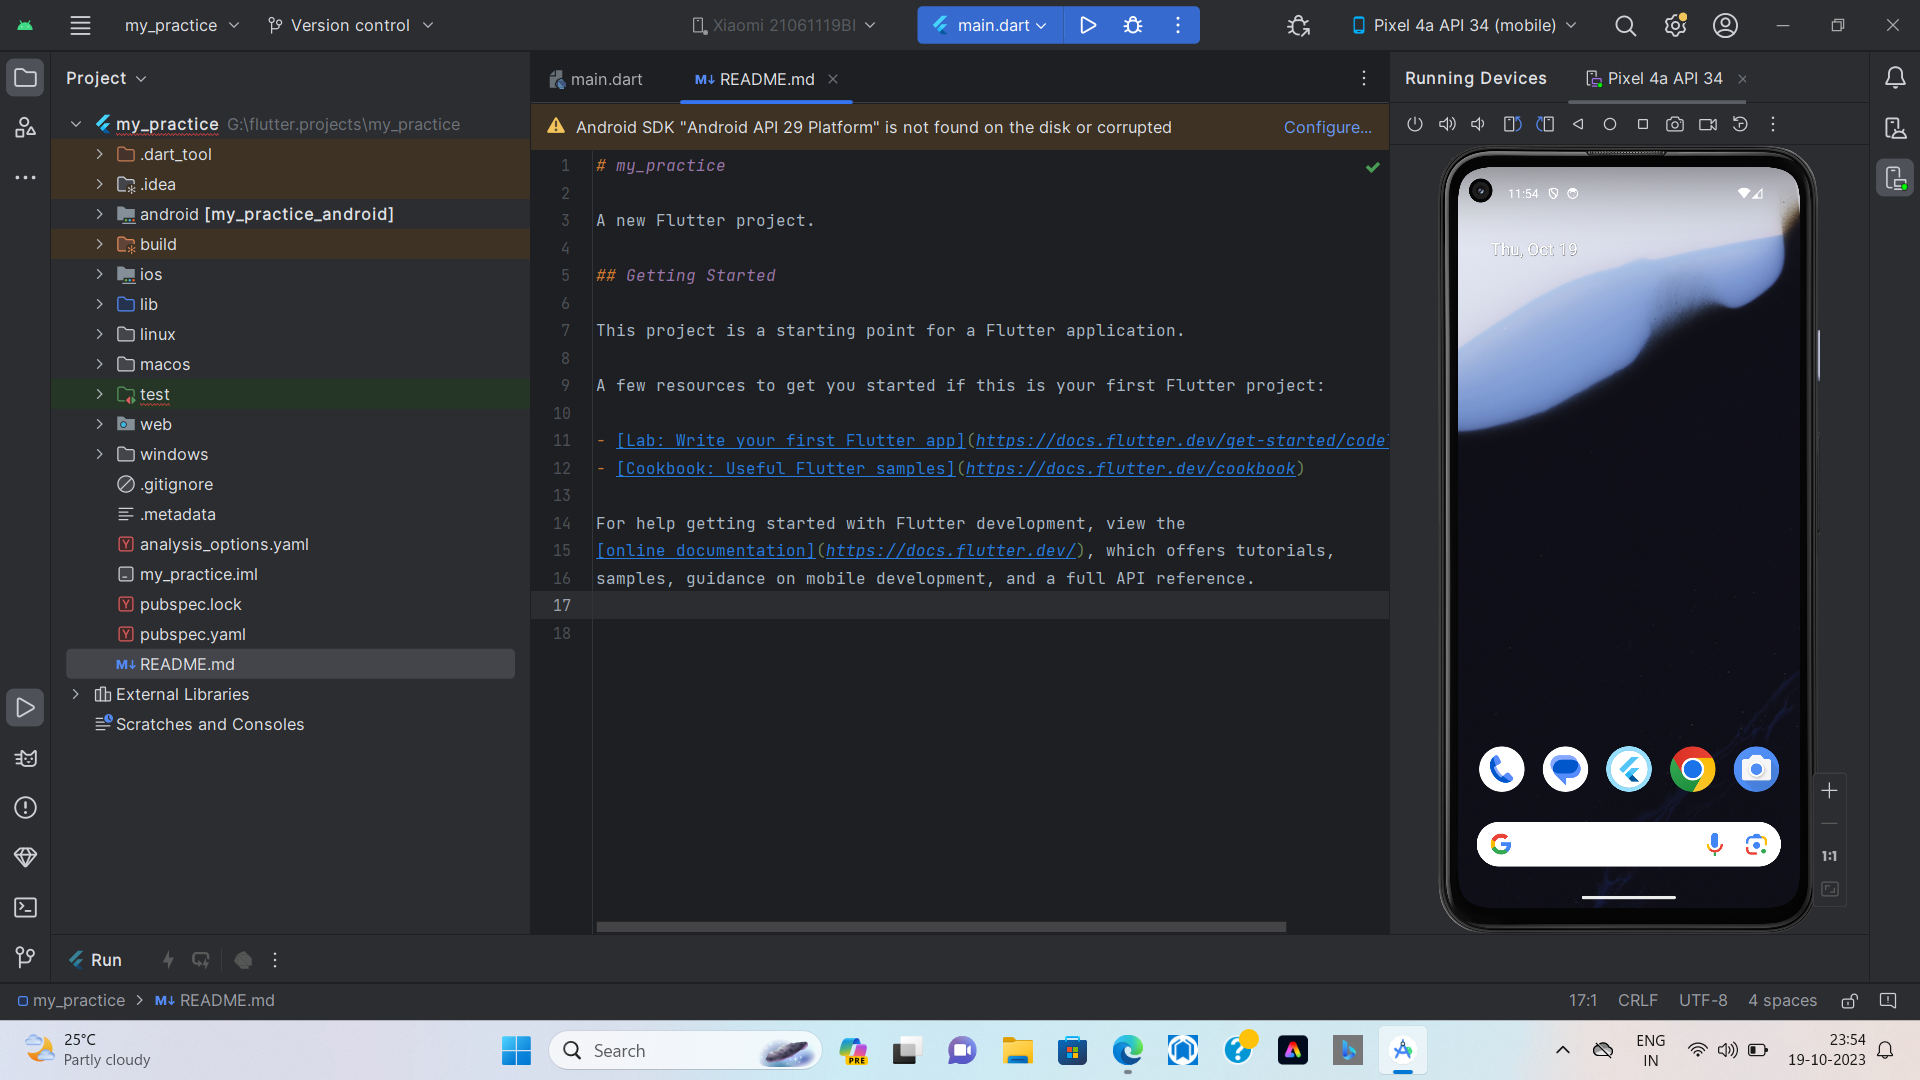 my_practice
Version control
Xiaomi 21061119BI
main.dart
Pixel 4a API 34 (mobile)
Project
my_practice G:\flutter.projects\my_practice
.dart_tool
.idea
android [my_practice_android]
build
ios
lib
linux
macos
test
web
windows
.gitignore
.metadata
analysis_options.yaml
my_practice.iml
pubspec.lock
pubspec.yaml
README.md
External Libraries
Scratches and Consoles
main.dart
README.md
Android SDK "Android API 29 Platform" is not found on the disk or corrupted
Configure...
1 # my_practice
2
3 A new Flutter project.
4
5 ## Getting Started
6
7 This project is a starting point for a Flutter application.
8
9 A few resources to get you started if this is your first Flutter project:
10
11 - [Lab: Write your first Flutter app](https://docs.flutter.dev/get-started/code
12 - [Cookbook: Useful Flutter samples](https://docs.flutter.dev/cookbook)
13
14 For help getting started with Flutter development, view the
15 [online documentation](https://docs.flutter.dev/), which offers tutorials,
16 samples, guidance on mobile development, and a full API reference.
17
18
Running Devices
Pixel 4a API 34
11:54
Thu, Oct 19
1:1
Run
my_practice > README.md
17:1 CRLF UTF-8 4 spaces
25°C
Partly cloudy
Search
PRE
ENG
IN
23:54
19-10-2023